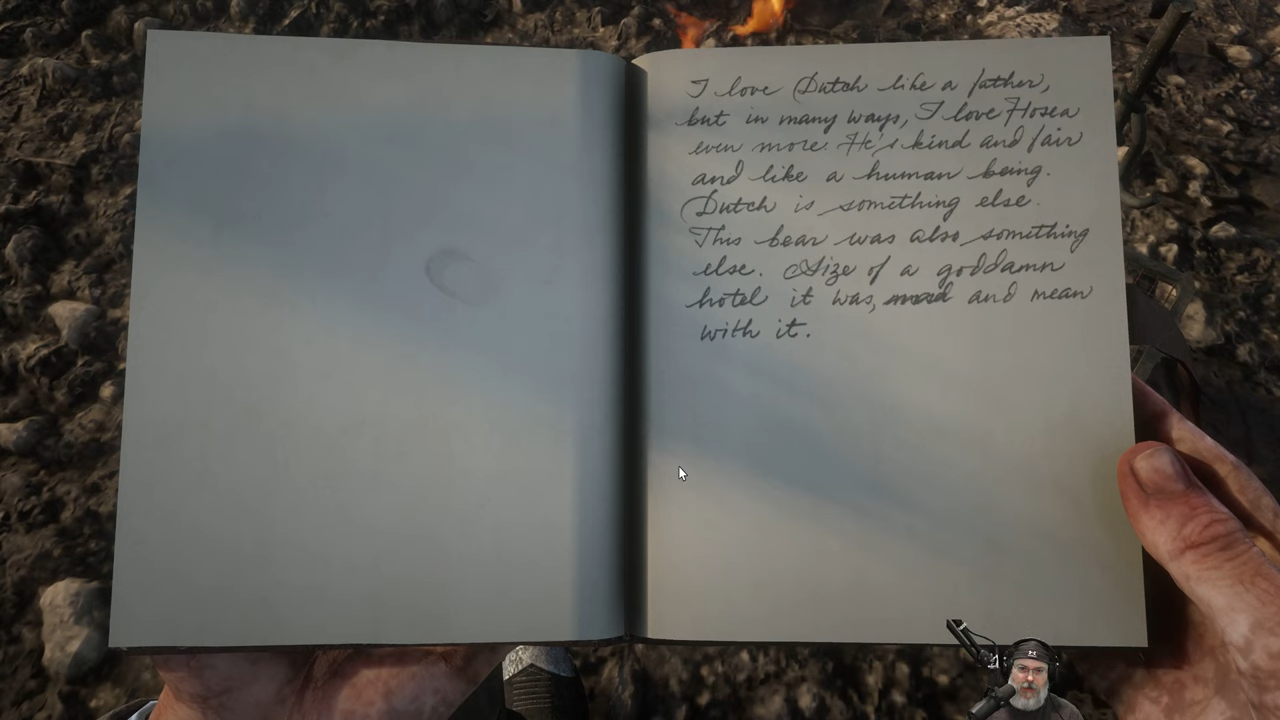 I love Dutch like a father,
but in many ways, I love Hosea
even more. He's kind and fair
and like a human being.
Dutch is something else.
This bear was also something
else. Size of a goddamn
hotel it was, and mean
with it.